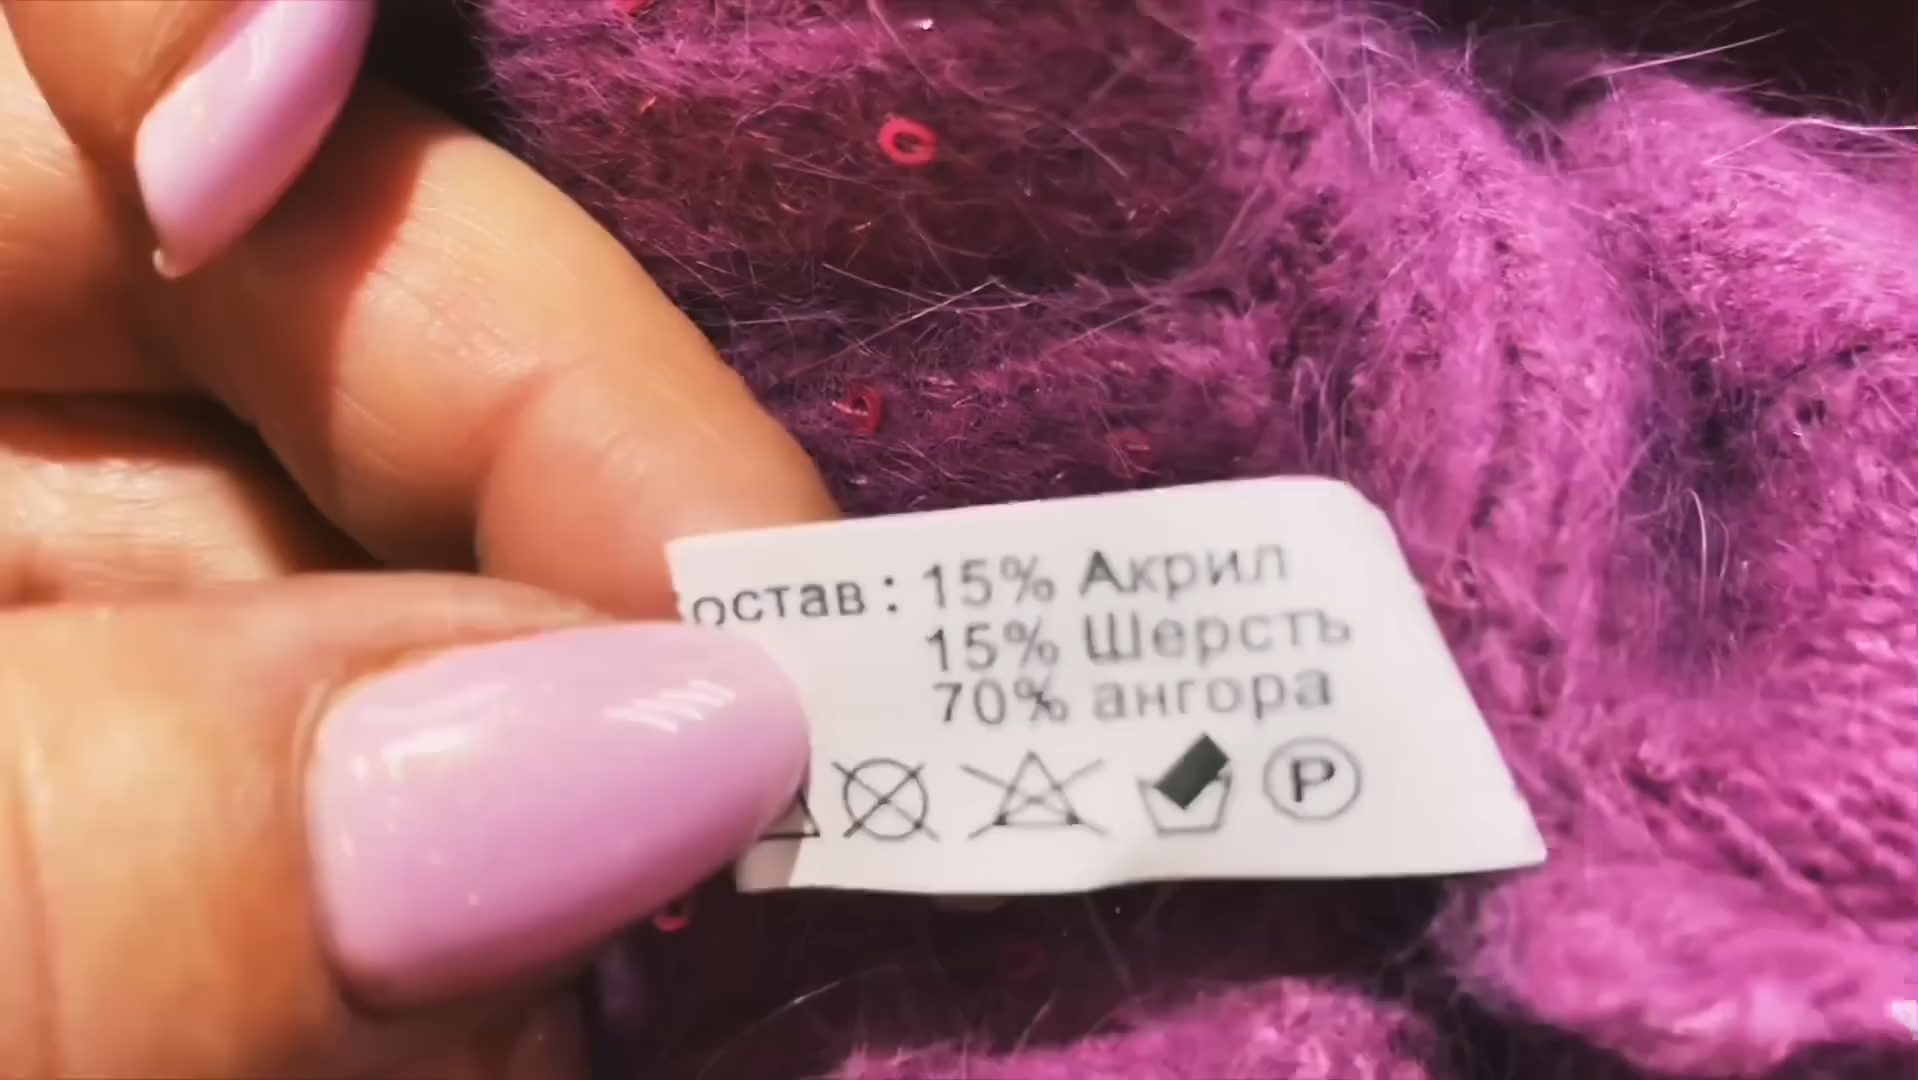 остав : 15% Акрил
15% Шерсть
70% ангора
P